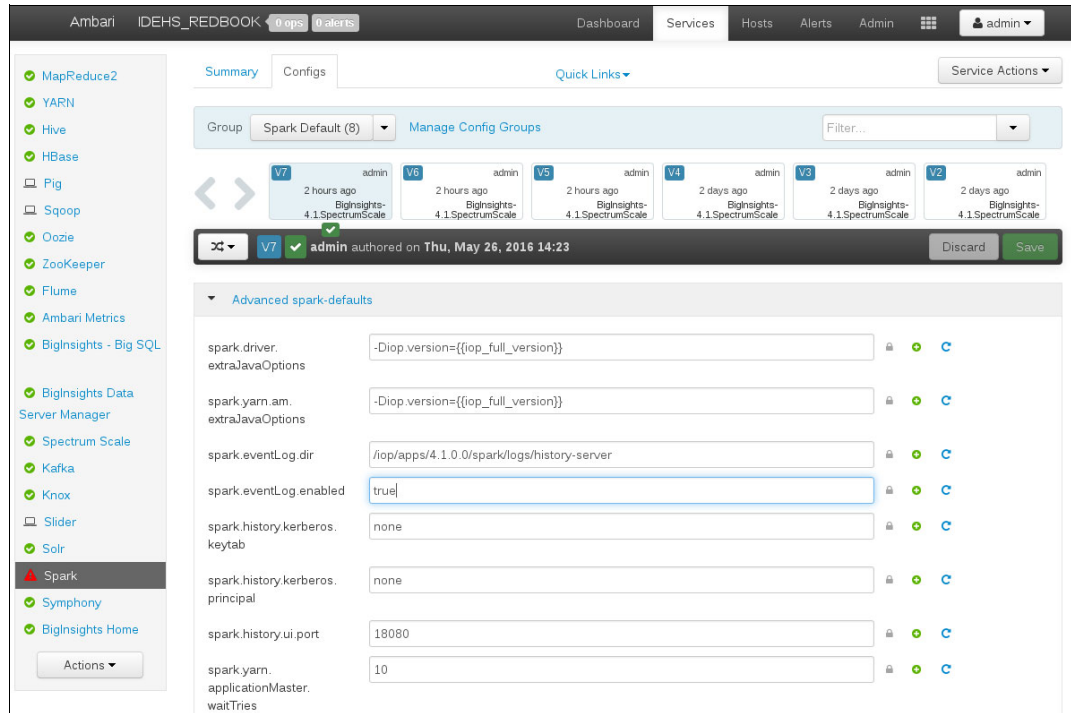 Ambari IDEHS_REDBOOK 0 ops 0 alerts Dashboard Services Hosts Alerts Admin admin
MapReduce2
YARN
Hive
HBase
Pig
Sqoop
Oozie
ZooKeeper
Flume
Ambari Metrics
BigInsights - Big SQL
BigInsights Data
Server Manager
Spectrum Scale
Kafka
Knox
Slider
Solr
Spark
Symphony
BigInsights Home
Actions
Summary Configs Quick Links Service Actions
Group Spark Default (8) Manage Config Groups Filter...
V7 admin
2 hours ago
BigInsights-
4.1.SpectrumScale
V6 admin
2 hours ago
BigInsights-
4.1.SpectrumScale
V5 admin
2 hours ago
BigInsights-
4.1.SpectrumScale
V4 admin
2 days ago
BigInsights-
4.1.SpectrumScale
V3 admin
2 days ago
BigInsights-
4.1.SpectrumScale
V2 admin
2 days ago
BigInsights-
4.1.SpectrumScale
V7 admin authored on Thu, May 26, 2016 14:23 Discard Save
Advanced spark-defaults
spark.driver. -Diop.version={{iop_full_version}}
extraJavaOptions
spark.yarn.am. -Diop.version={{iop_full_version}}
extraJavaOptions
spark.eventLog.dir /iop/apps/4.1.0.0/spark/logs/history-server
spark.eventLog.enabled true
spark.history.kerberos. none
keytab
spark.history.kerberos. none
principal
spark.history.ui.port 18080
spark.yarn. 10
applicationMaster.
waitTries